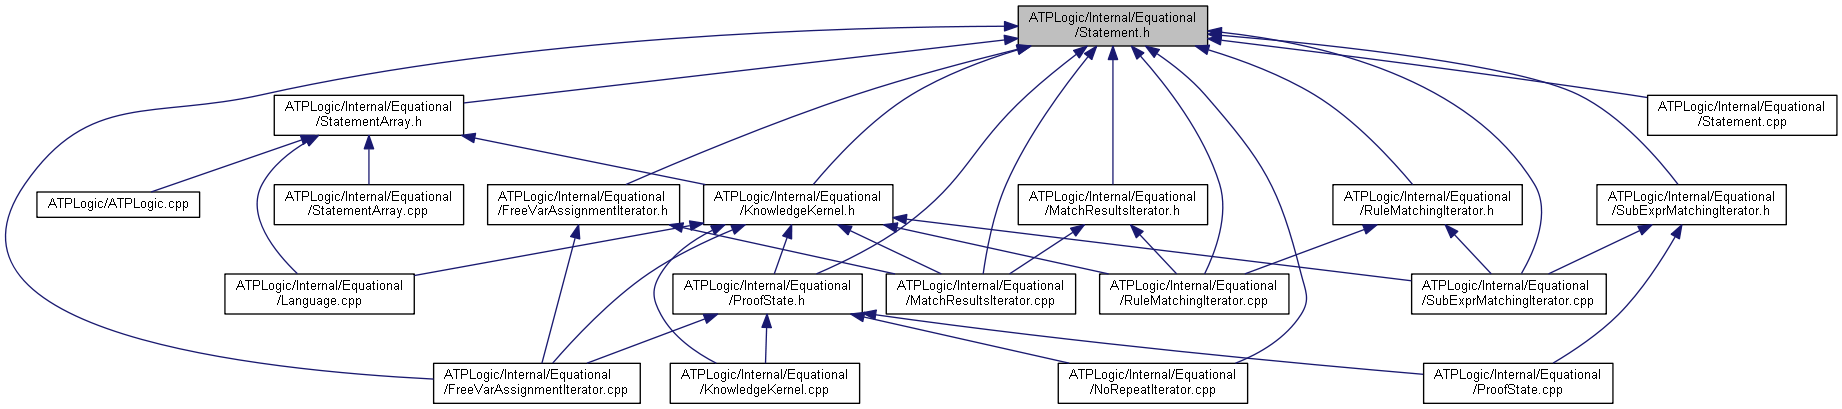 ATPLogic/Internal/Equational
/Statement.h
ATPLogic/Internal/Equational
/StatementArray.h
ATPLogic/Internal/Equational
/Statement.cpp
ATPLogic/ATPLogic.cpp
ATPLogic/Internal/Equational
/StatementArray.cpp
ATPLogic/Internal/Equational
/FreeVarAssignmentIterator.h
ATPLogic/Internal/Equational
/KnowledgeKernel.h
ATPLogic/Internal/Equational
/MatchResultsIterator.h
ATPLogic/Internal/Equational
/RuleMatchingIterator.h
ATPLogic/Internal/Equational
/SubExprMatchingIterator.h
ATPLogic/Internal/Equational
/Language.cpp
ATPLogic/Internal/Equational
/ProofState.h
ATPLogic/Internal/Equational
/MatchResultsIterator.cpp
ATPLogic/Internal/Equational
/RuleMatchingIterator.cpp
ATPLogic/Internal/Equational
/SubExprMatchingIterator.cpp
ATPLogic/Internal/Equational
/FreeVarAssignmentIterator.cpp
ATPLogic/Internal/Equational
/KnowledgeKernel.cpp
ATPLogic/Internal/Equational
/NoRepeatIterator.cpp
ATPLogic/Internal/Equational
/ProofState.cpp